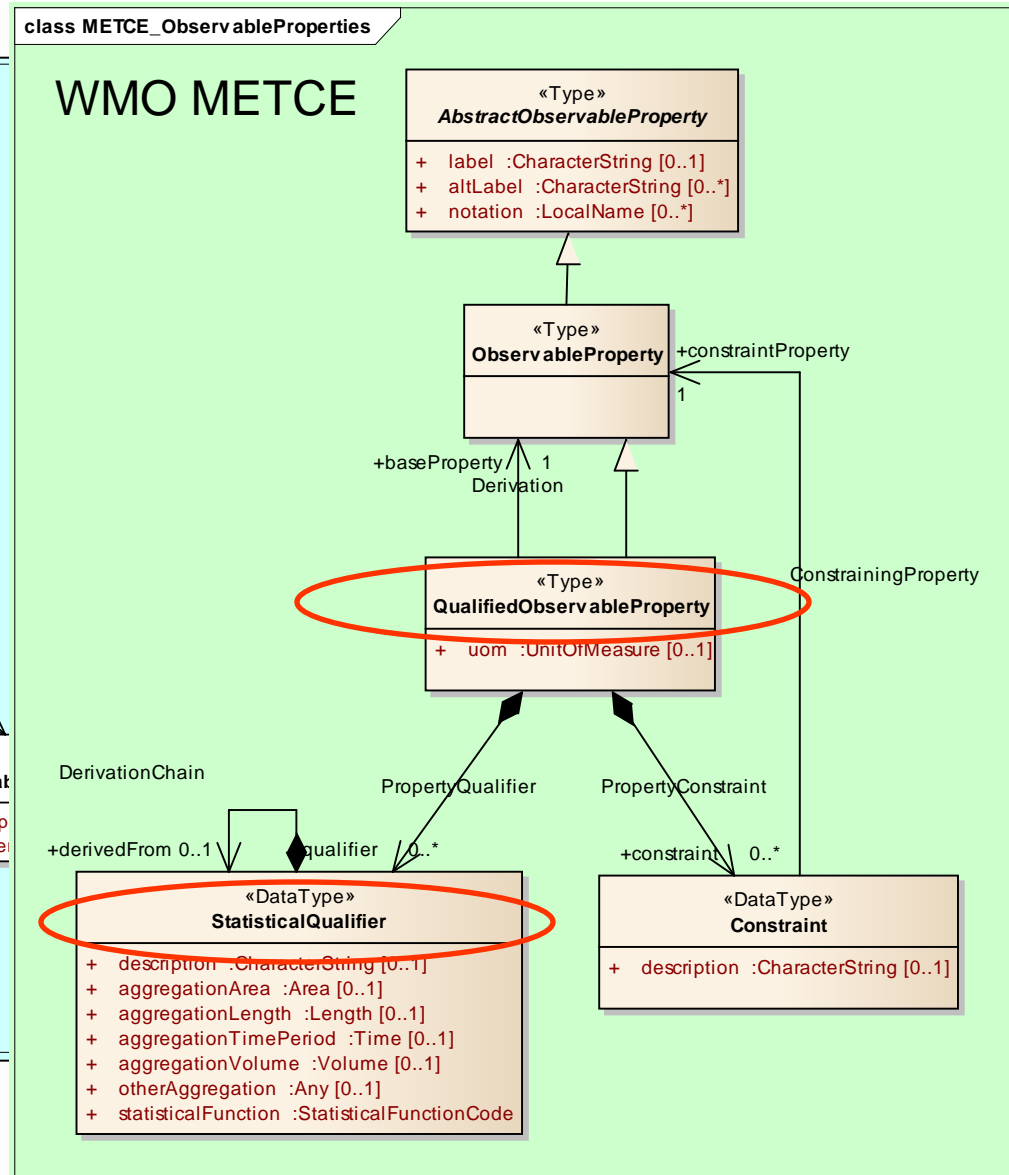 class METCE_ObservableProperties
WMO METCE
«Type»
AbstractObservableProperty
+ label :CharacterString [0..1]
+ altLabel :CharacterString [0..*]
+ notation :LocalName [0..*]
«Type»
ObservableProperty
+constraintProperty
1
+baseProperty 1
Derivation
«Type»
QualifiedObservableProperty
+ uom :UnitOfMeasure [0..1]
ConstrainingProperty
DerivationChain
PropertyQualifier
PropertyConstraint
+derivedFrom 0..1
qualifier 0..*
+constraint 0..*
«DataType»
StatisticalQualifier
+ description :CharacterString [0..1]
+ aggregationArea :Area [0..1]
+ aggregationLength :Length [0..1]
+ aggregationTimePeriod :Time [0..1]
+ aggregationVolume :Volume [0..1]
+ otherAggregation :Any [0..1]
+ statisticalFunction :StatisticalFunctionCode
«DataType»
Constraint
+ description :CharacterString [0..1]